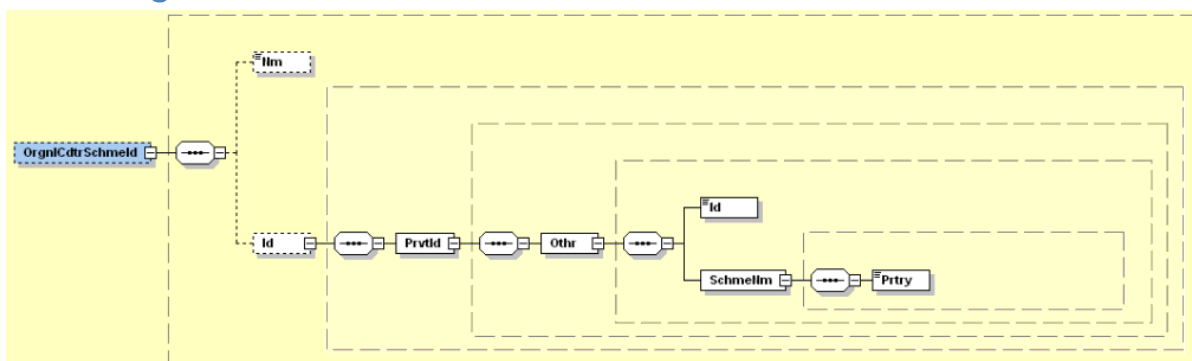 Nm
OrgnlCdtrSchmeId
Id
PrvtId
Othr
Id
SchmeNm
Prtry